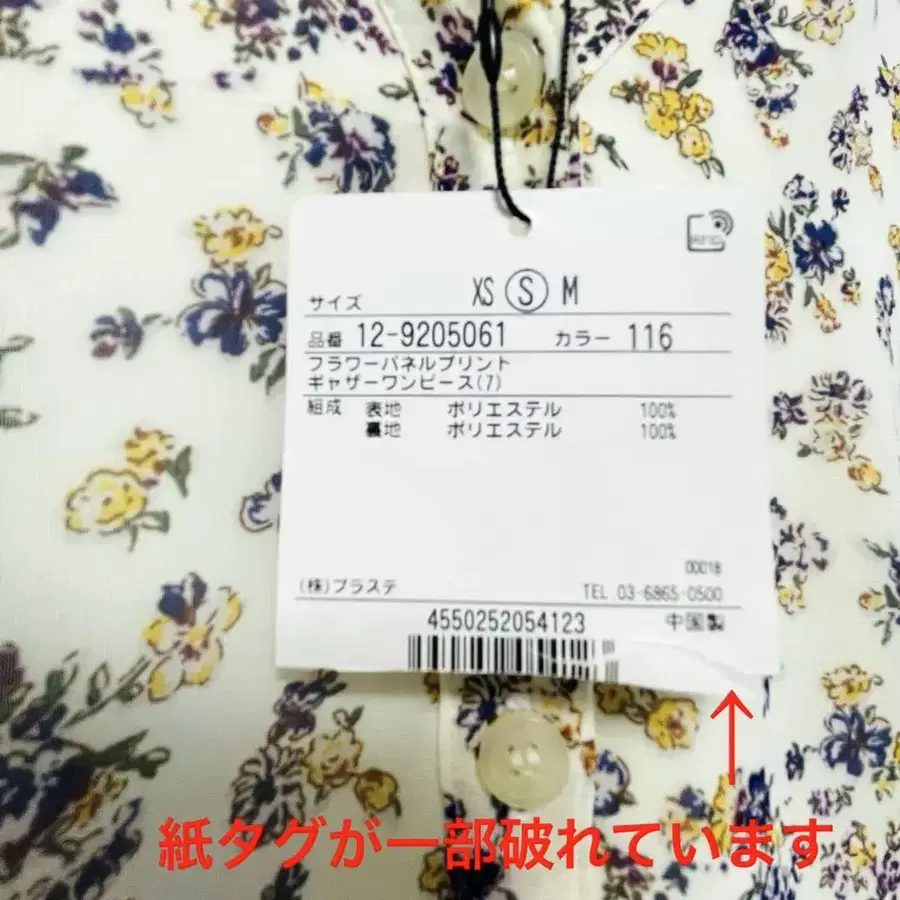 RFID
サイズ XS Ⓢ M
品番 12-9205061 カラー 116
フラワーパネルプリント
ギャザーワンピース(7)
組成 表地 ポリエステル 100%
裏地 ポリエステル 100%
00018
(株)プラステ TEL 03-6865-0500
4550252054123 中国製
紙タグが一部破れています